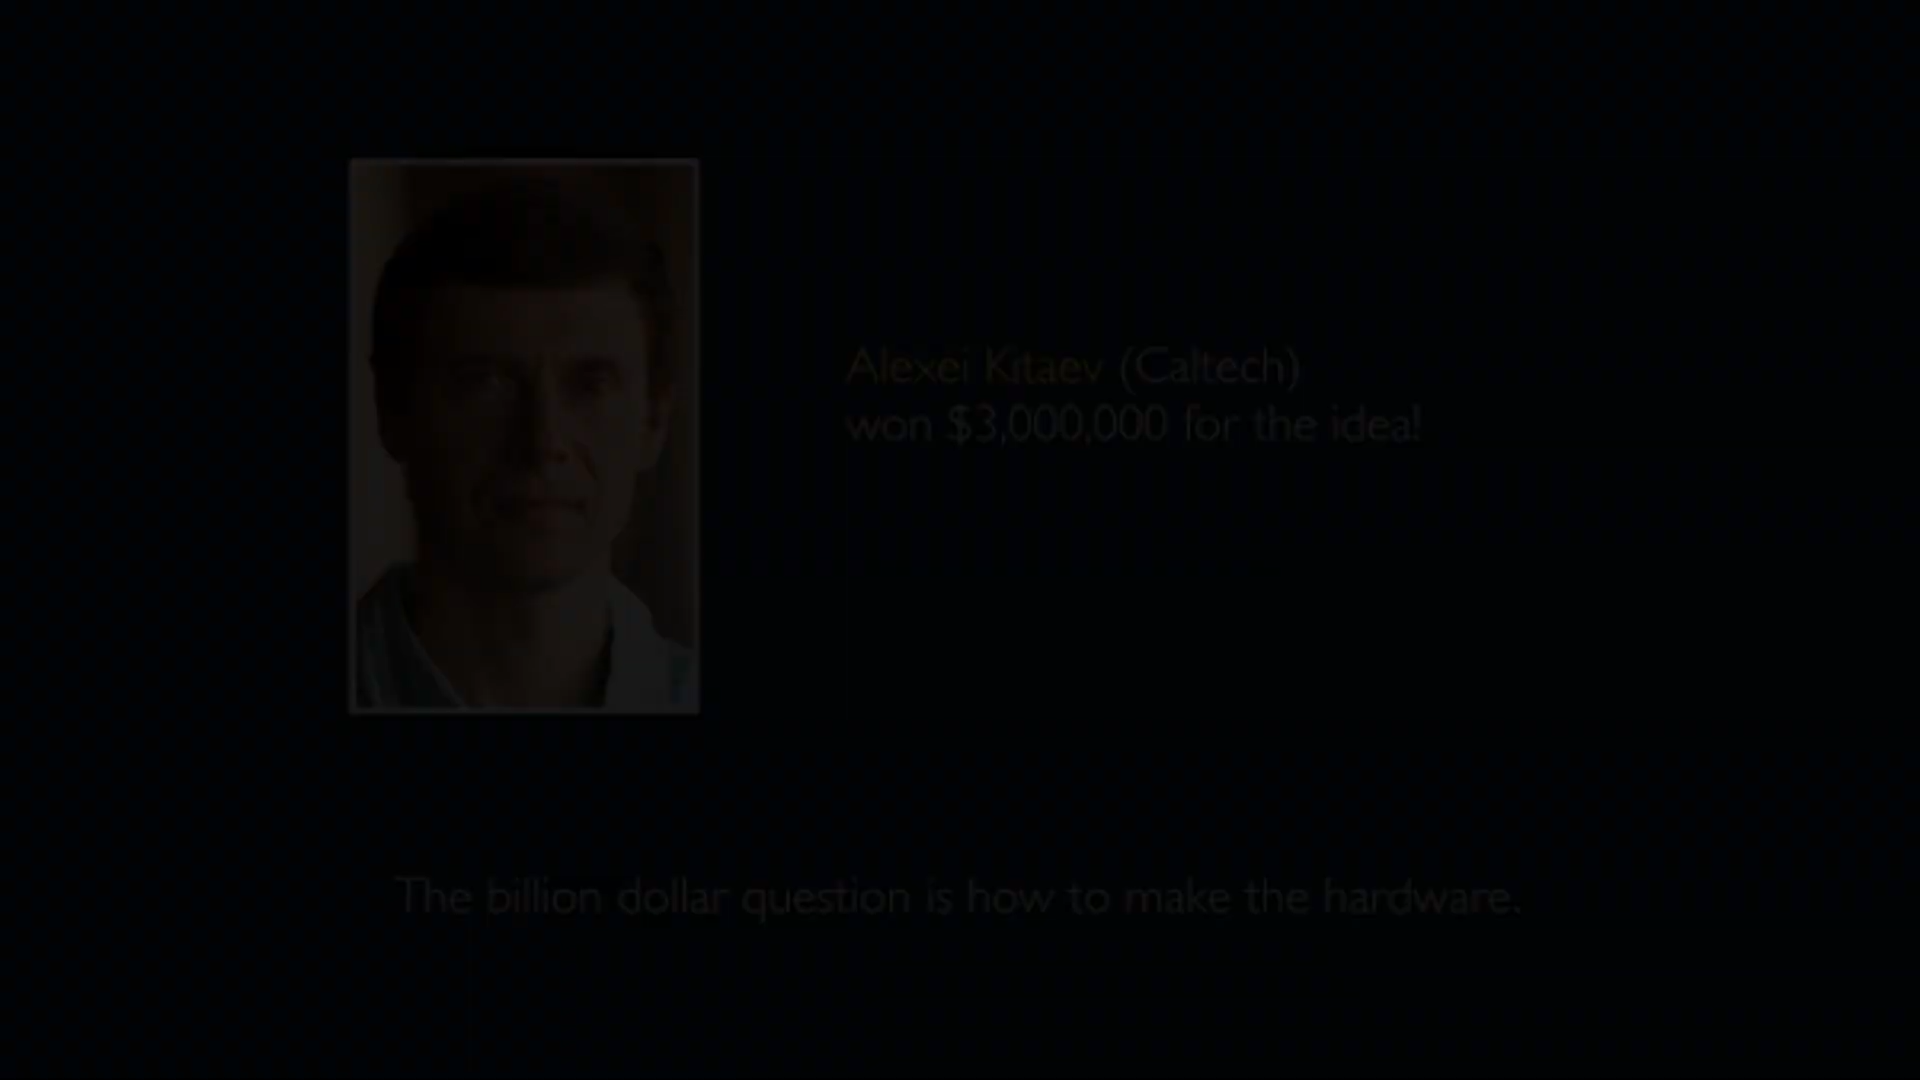 Alexei Kitaev (Caltech)
won $3,000,000 for the idea!
The billion dollar question is how to make the hardware.